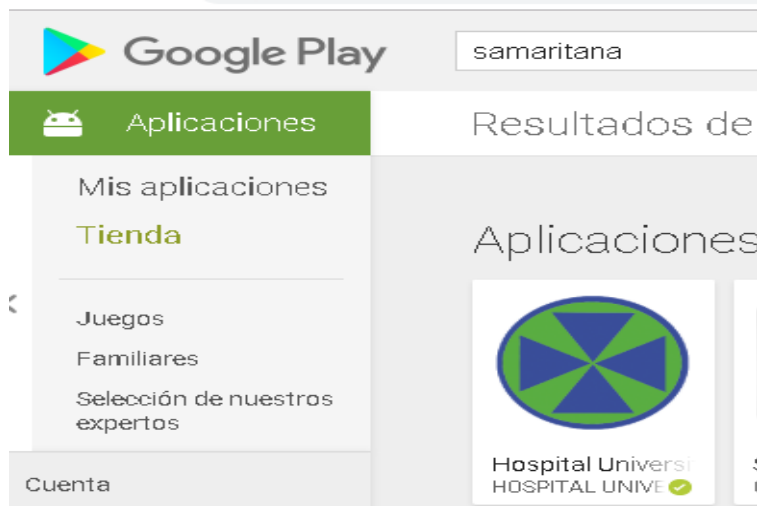 Google Play
samaritana
Aplicaciones
Resultados de
Mis aplicaciones
Tienda
Aplicaciones
Juegos
Familiares
Selección de nuestros
expertos
Hospital Universi
HOSPITAL UNIVE
Cuenta